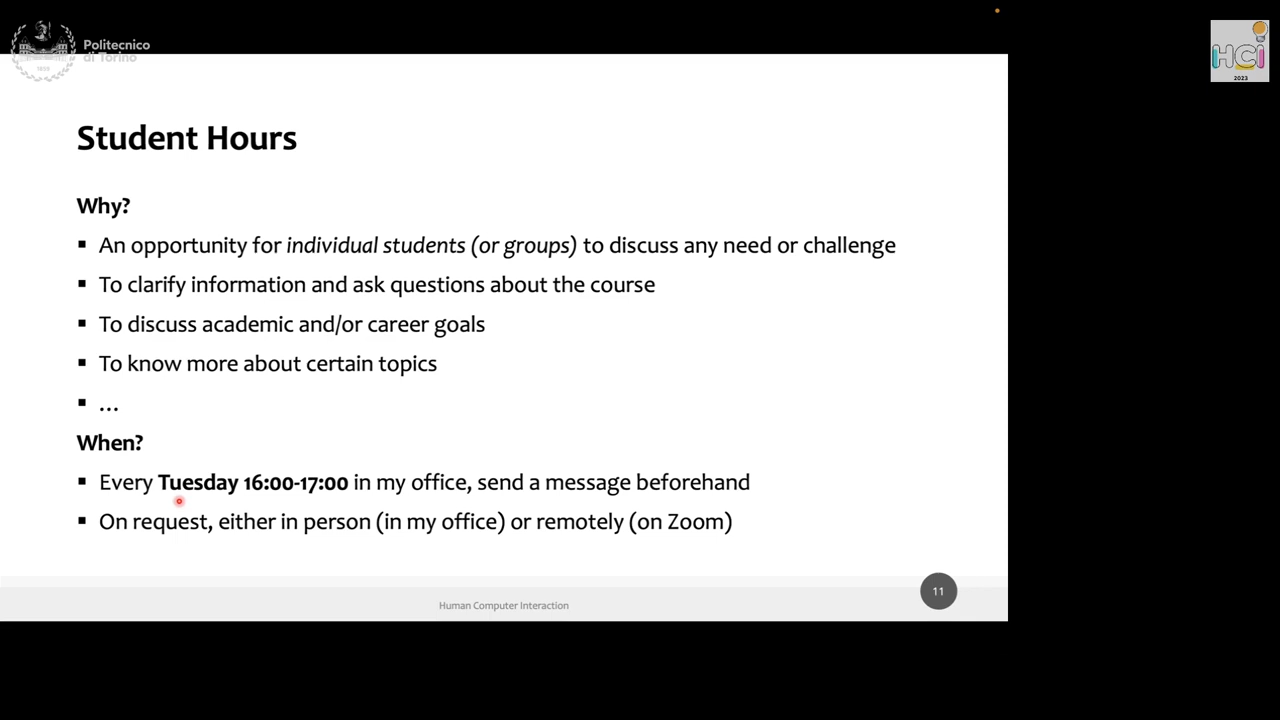 Politecnico
di Torino
1859
HCI
2023
Student Hours
Why?
▪ An opportunity for individual students (or groups) to discuss any need or challenge
▪ To clarify information and ask questions about the course
▪ To discuss academic and/or career goals
▪ To know more about certain topics
▪ ...
When?
▪ Every Tuesday 16:00-17:00 in my office, send a message beforehand
▪ On request, either in person (in my office) or remotely (on Zoom)
Human Computer Interaction
11